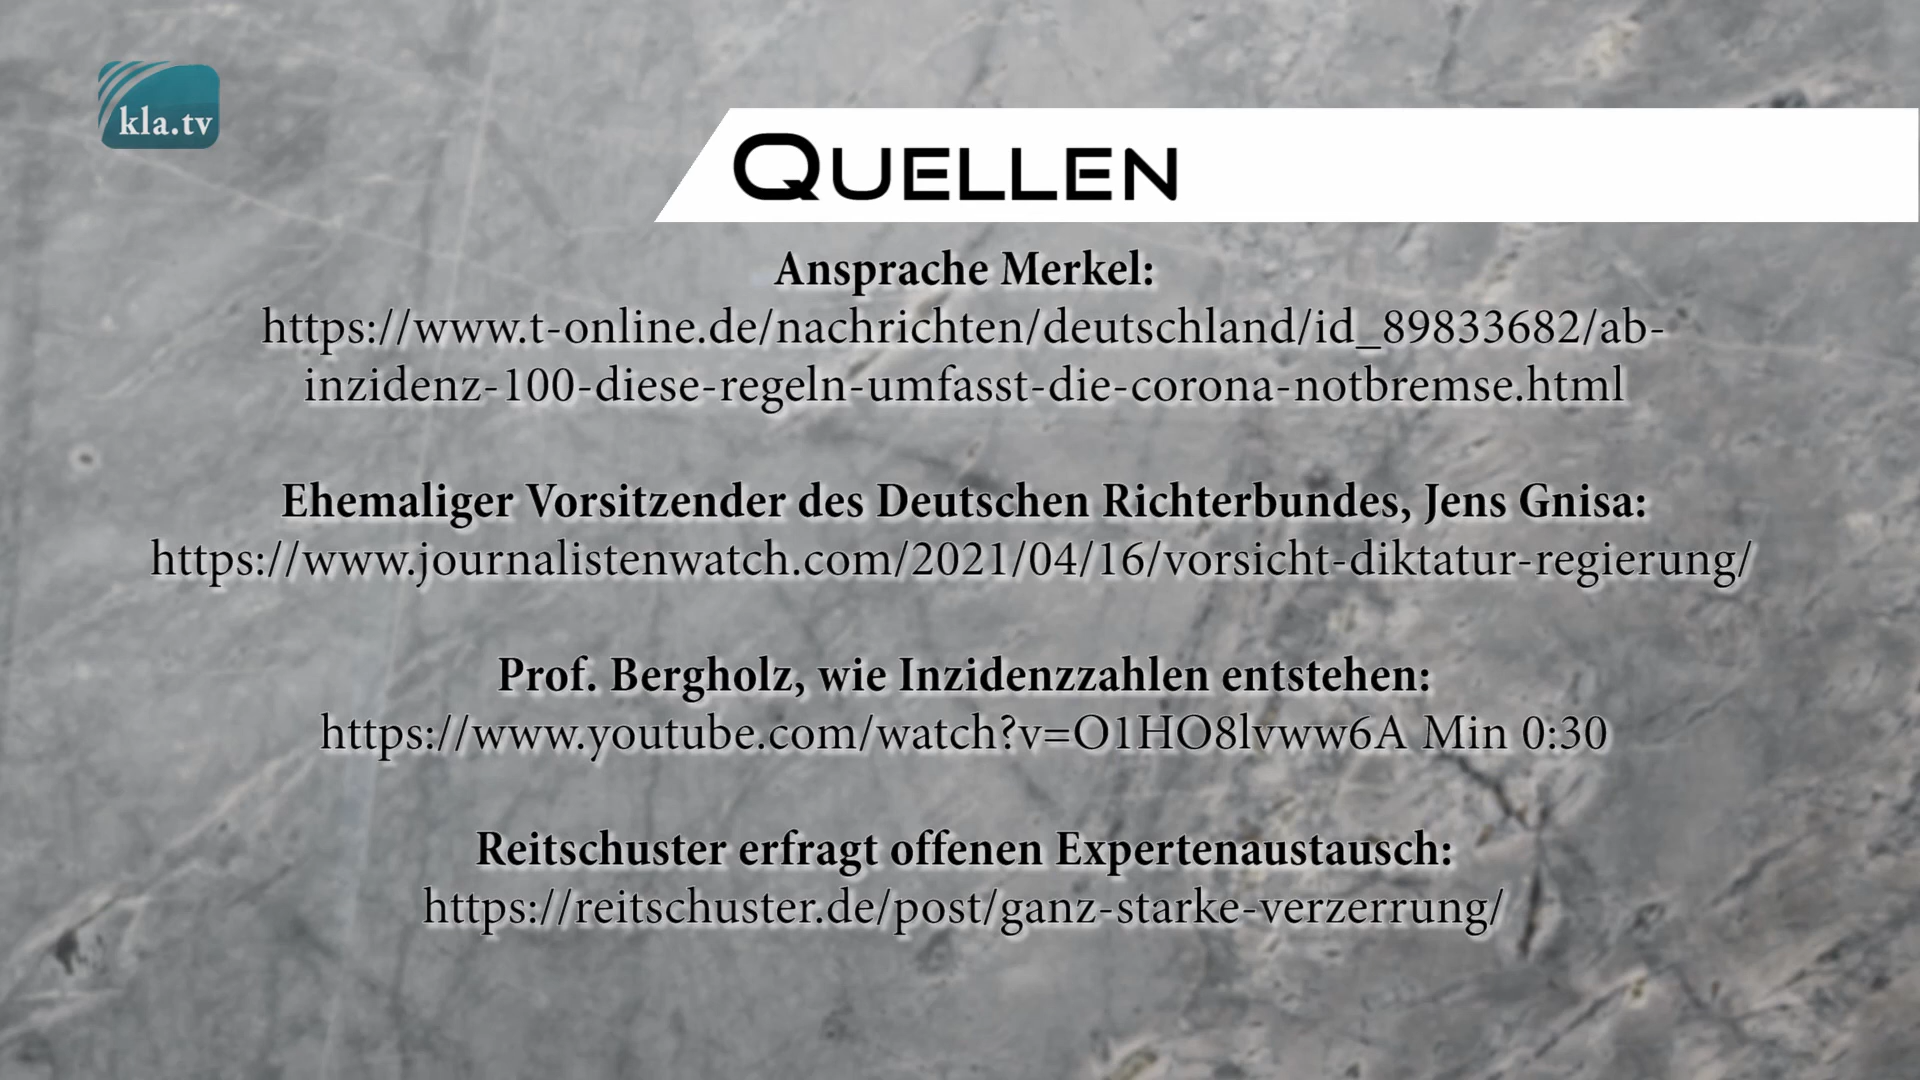 kla.tv
QUELLEN
Ansprache Merkel:
https://www.t-online.de/nachrichten/deutschland/id_89833682/ab-
inzidenz-100-diese-regeln-umfasst-die-corona-notbremse.html
Ehemaliger Vorsitzender des Deutschen Richterbundes, Jens Gnisa:
https://www.journalistenwatch.com/2021/04/16/vorsicht-diktatur-regierung/
Prof. Bergholz, wie Inzidenzzahlen entstehen:
https://www.youtube.com/watch?v=O1HO8lvww6A Min 0:30
Reitschuster erfragt offenen Expertenaustausch:
https://reitschuster.de/post/ganz-starke-verzerrung/